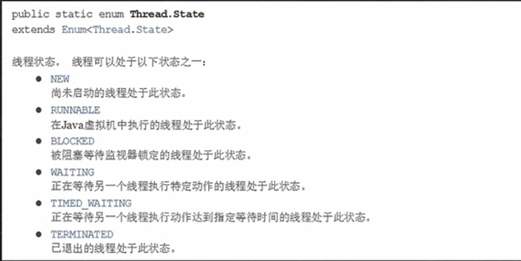 public static enum Thread.State
extends Enum<Thread.State>
线程状态。 线程可以处于以下状态之一:
● NEW
尚未启动的线程处于此状态。
● RUNNABLE
在Java虚拟机中执行的线程处于此状态。
● BLOCKED
被阻塞等待监视器锁定的线程处于此状态。
● WAITING
正在等待另一个线程执行特定动作的线程处于此状态。
● TIMED_WAITING
正在等待另一个线程执行动作达到指定等待时间的线程处于此状态。
● TERMINATED
已退出的线程处于此状态。